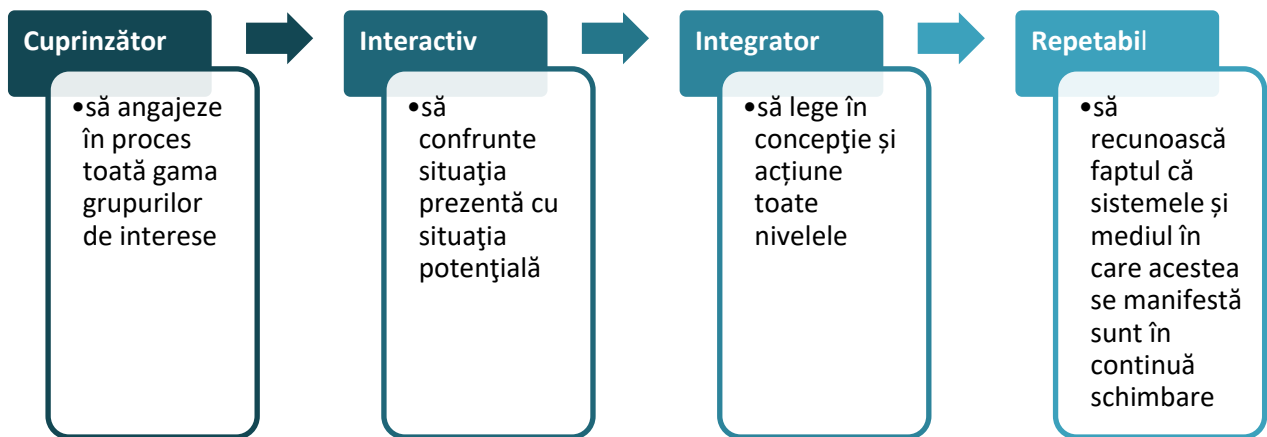 Cuprinzător
•să angajeze
în proces
toată gama
grupurilor
de interese
Interactiv
•să
confrunte
situaţia
prezentă cu
situaţia
potenţială
Integrator
•să lege în
concepţie și
acțiune
toate
nivelele
Repetabil
•să
recunoască
faptul că
sistemele și
mediul în
care acestea
se manifestă
sunt în
continuă
schimbare